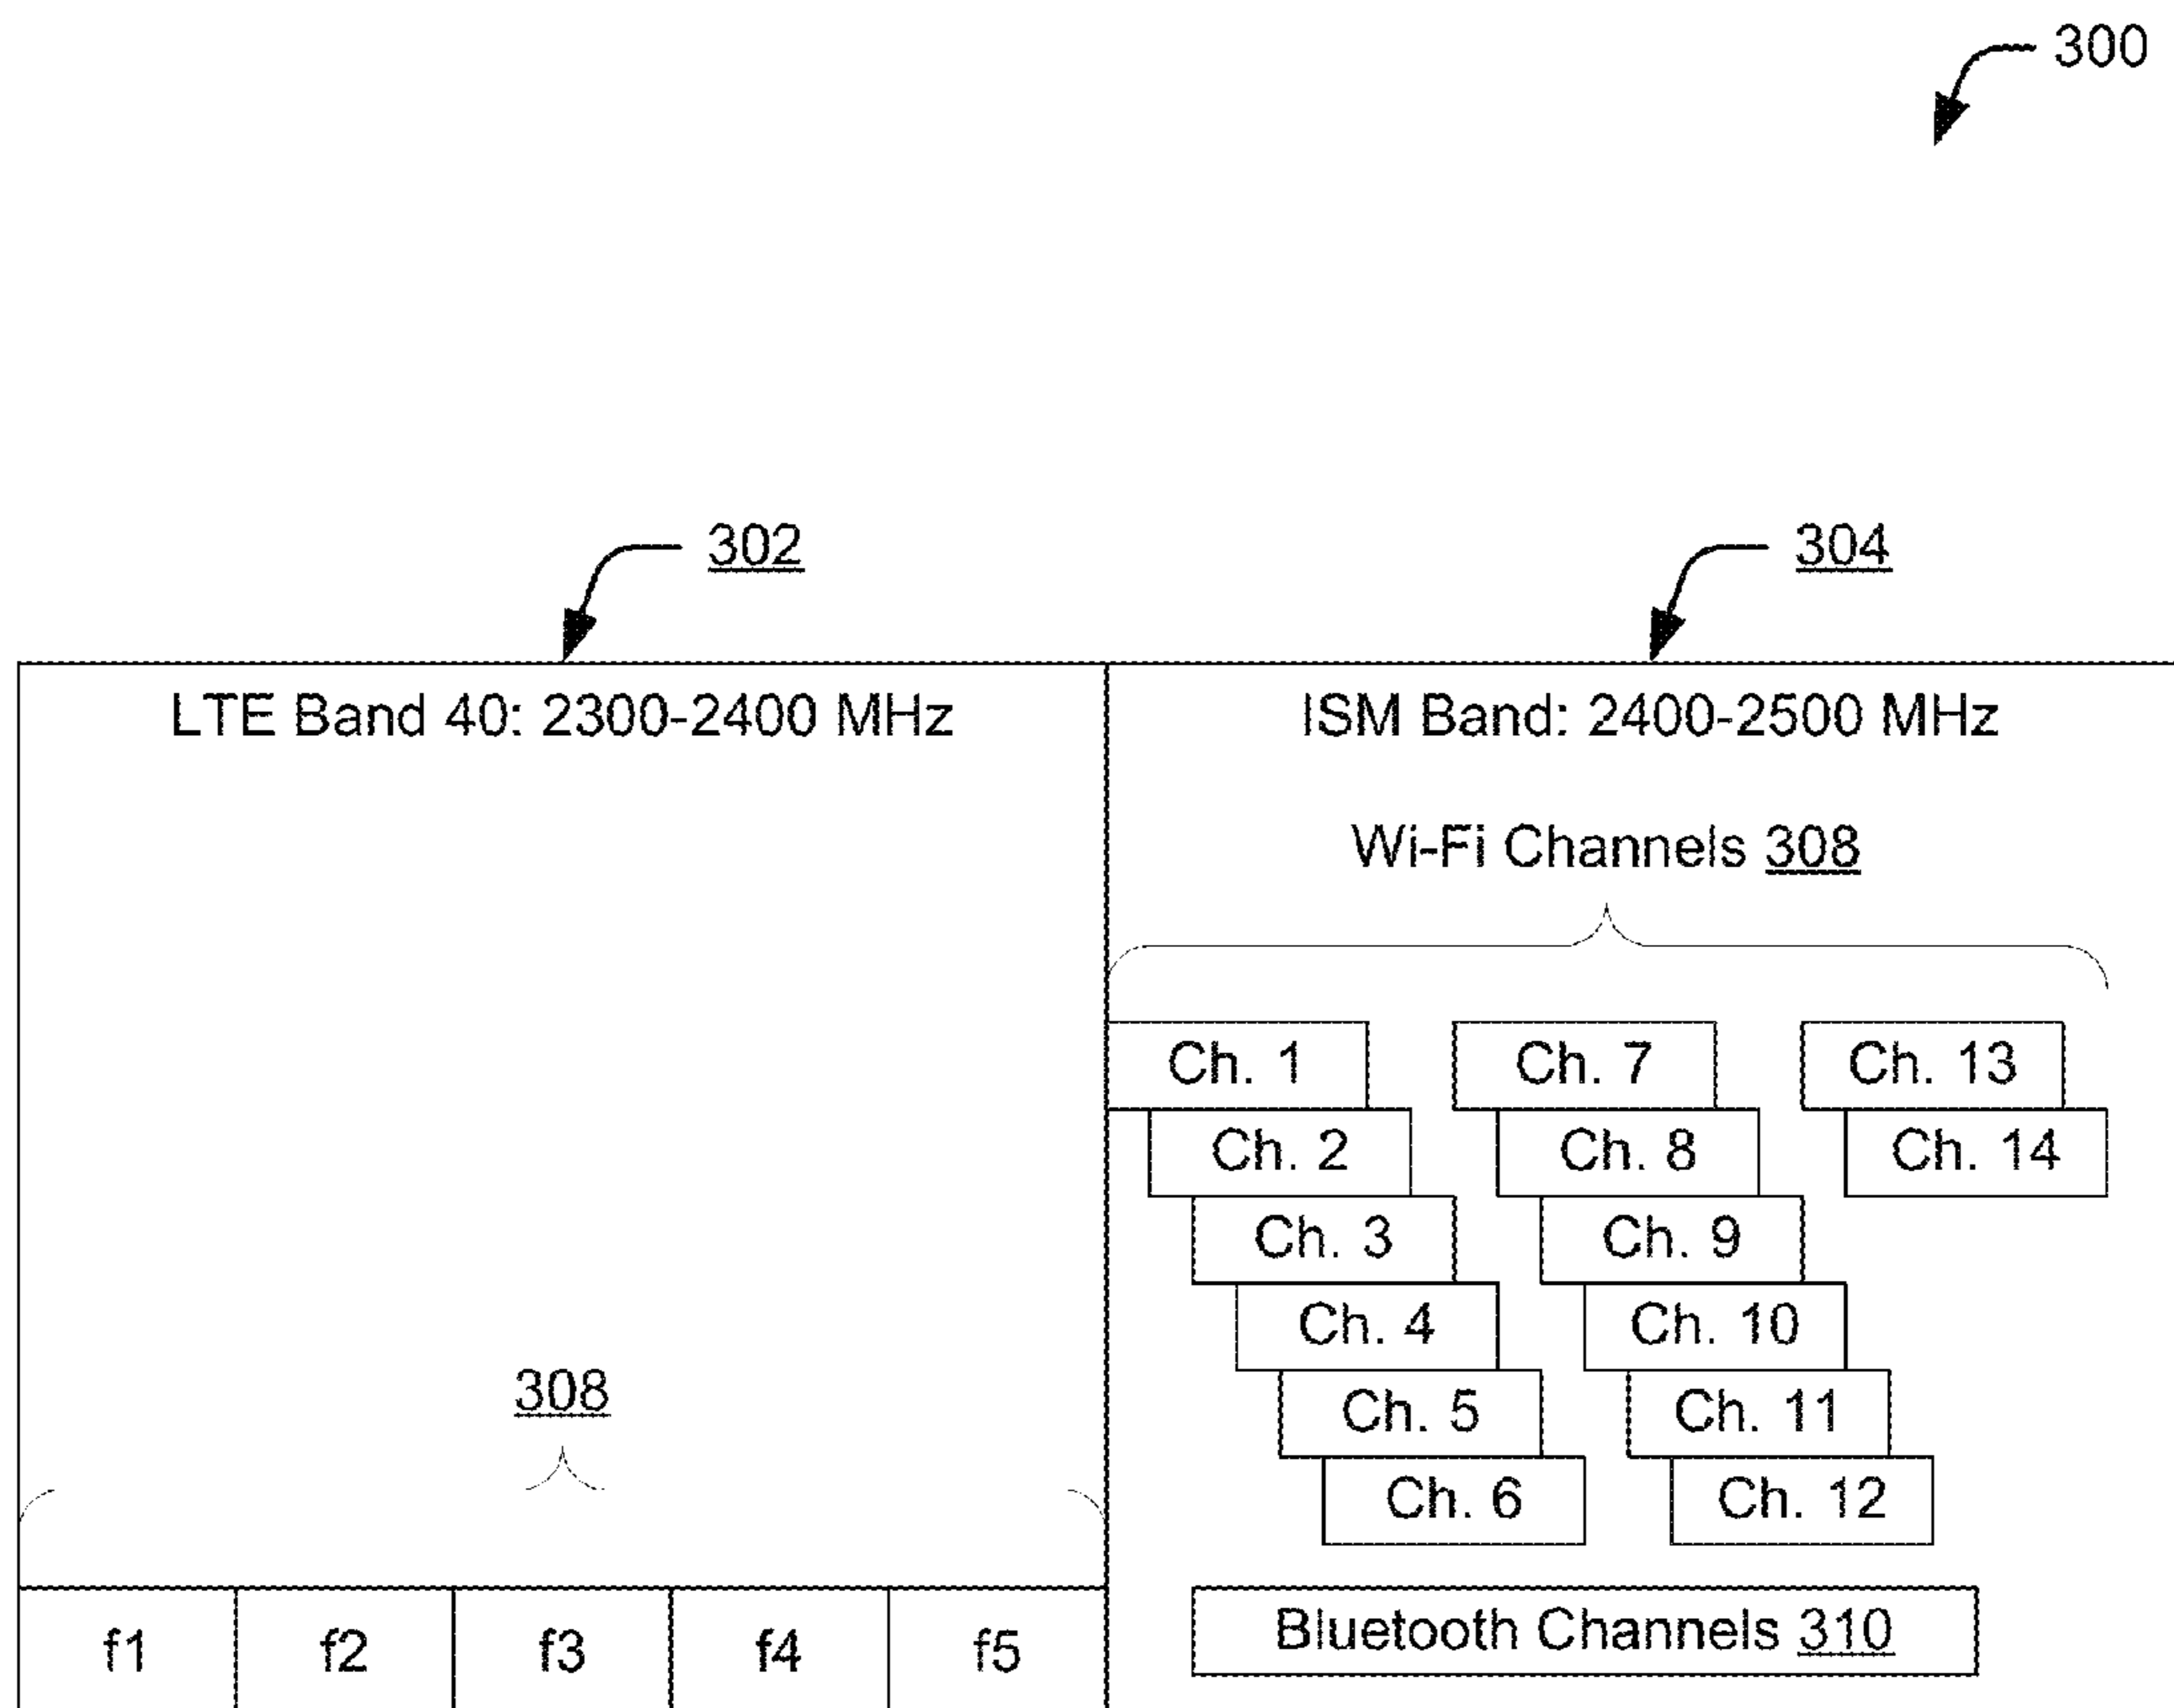 300
302
304
LTE Band 40: 2300-2400 MHz
ISM Band: 2400-2500 MHz
Wi-Fi Channels 308
Ch. 1
Ch. 7
Ch. 13
Ch. 2
Ch. 8
Ch. 14
Ch. 3
Ch. 9
Ch. 4
Ch. 10
308
Ch. 5
Ch. 11
Ch. 6
Ch. 12
f1
f2
f3
f4
f5
Bluetooth Channels 310